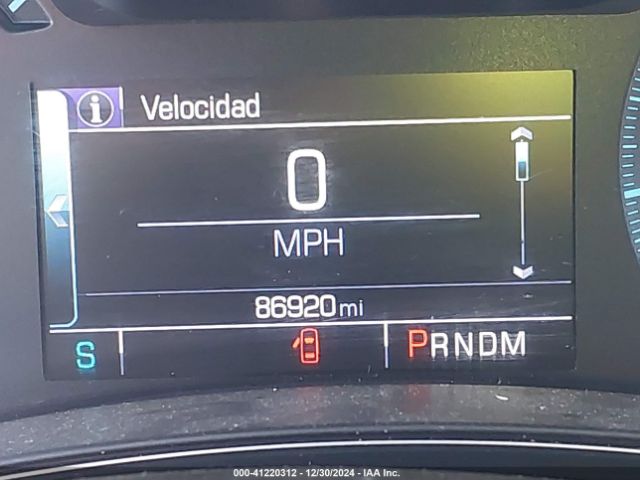 i Velocidad
0
MPH
86920 mi
S PRNDM
000-41220312 - 12/30/2024 - IAA Inc.